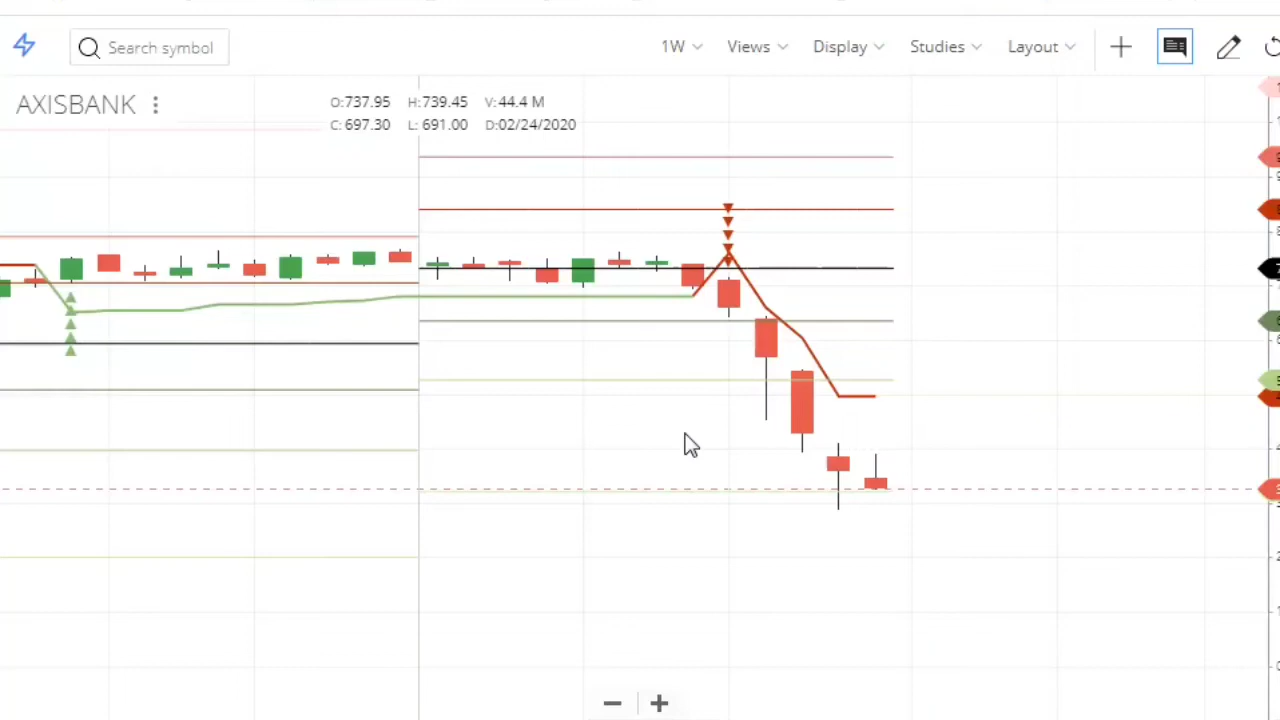 Search symbol 1W Views Display Studies Layout
AXISBANK
O:737.95 H:739.45 V:44.4 M
C:697.30 L:691.00 D:02/24/2020